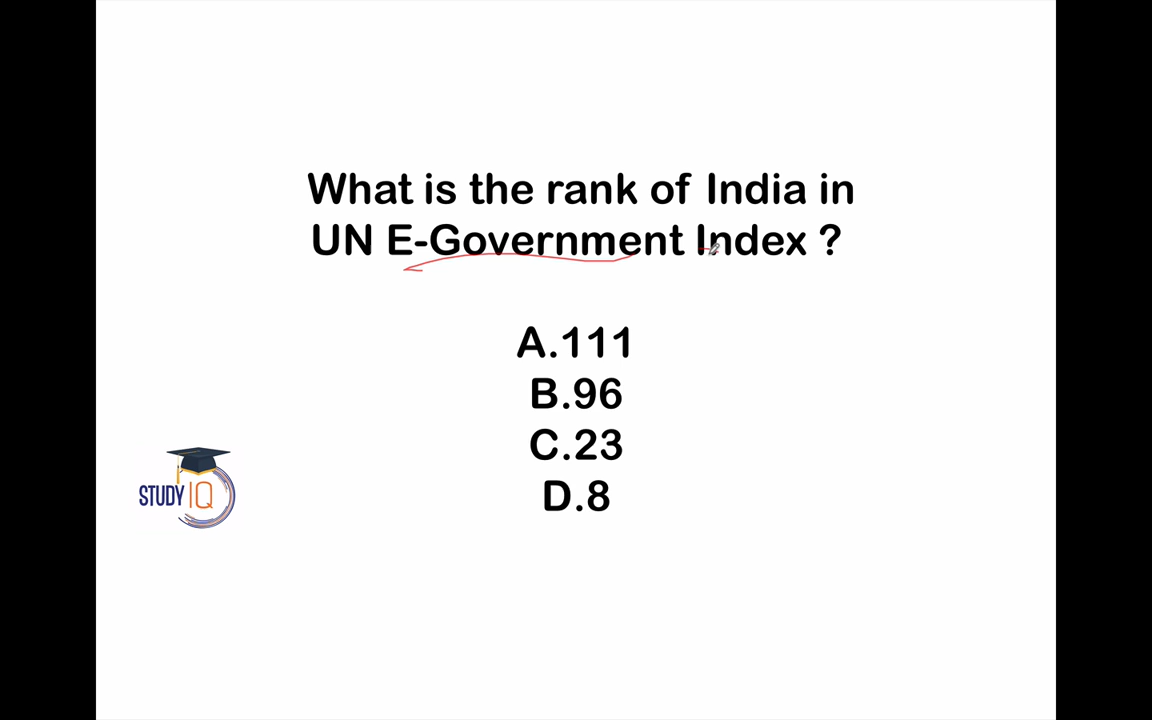 What is the rank of India in
UN E-Government Index ?
A.111
B.96
C.23
D.8
STUDY IQ